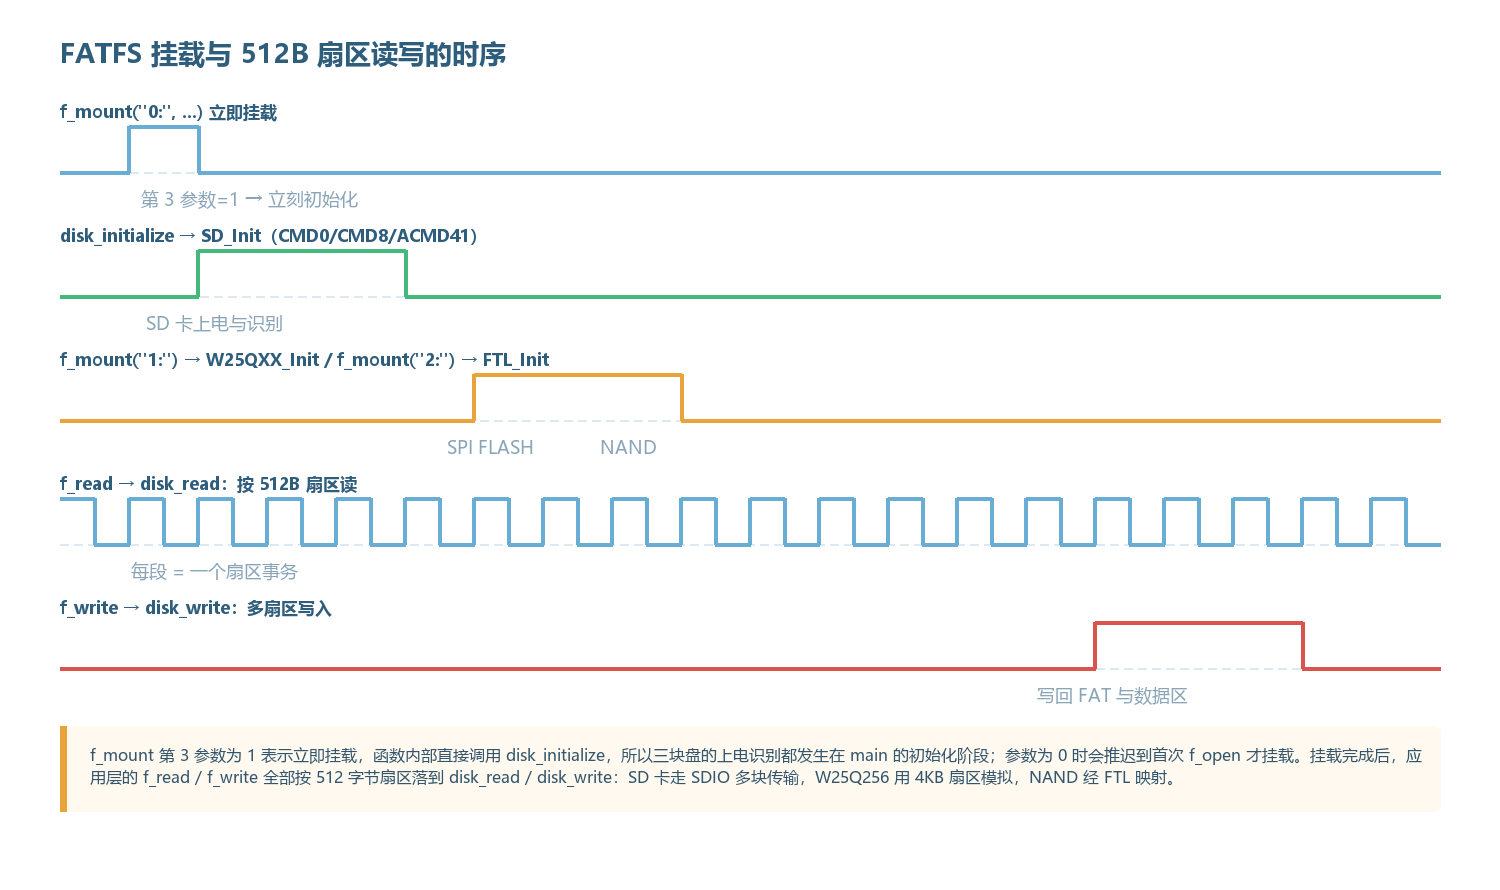 FATFS 挂载与 512B 扇区读写的时序
f_mount("0:", ...) 立即挂载
第 3 参数=1 → 立刻初始化
disk_initialize → SD_Init（CMD0/CMD8/ACMD41）
SD 卡上电与识别
f_mount("1:") → W25QXX_Init / f_mount("2:") → FTL_Init
SPI FLASH NAND
f_read → disk_read：按 512B 扇区读
每段 = 一个扇区事务
f_write → disk_write：多扇区写入
写回 FAT 与数据区
f_mount 第 3 参数为 1 表示立即挂载，函数内部直接调用 disk_initialize，所以三块盘的上电识别都发生在 main 的初始化阶段；参数为 0 时会推迟到首次 f_open 才挂载。挂载完成后，应
用层的 f_read / f_write 全部按 512 字节扇区落到 disk_read / disk_write：SD 卡走 SDIO 多块传输，W25Q256 用 4KB 扇区模拟，NAND 经 FTL 映射。